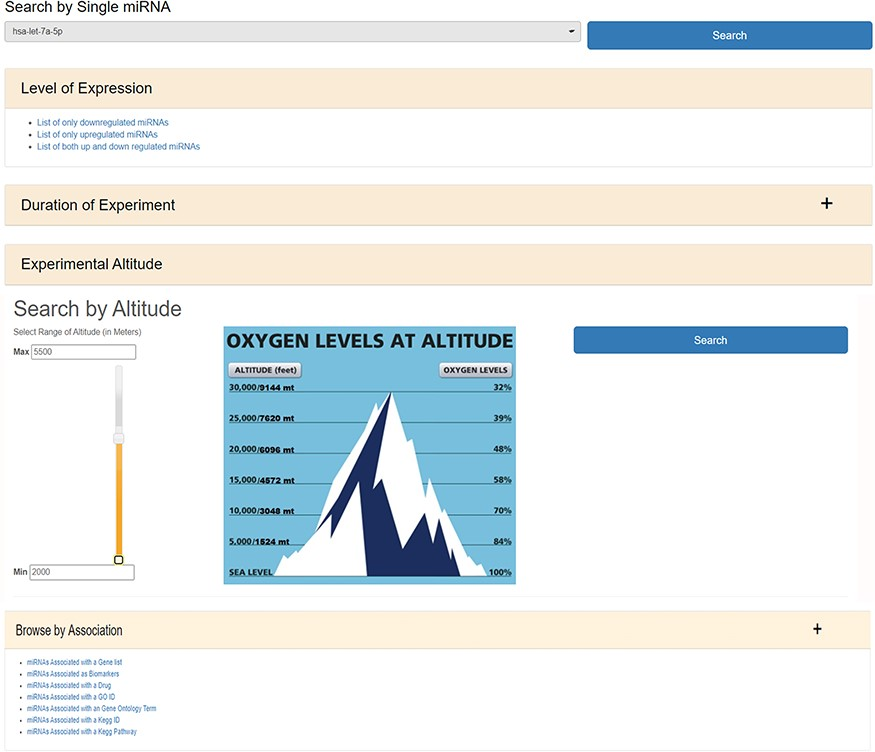 Search by Single miRNA
hsa-let-7a-5p
Search
Level of Expression
List of only downregulated miRNAs
List of only upregulated miRNAs
List of both up and down regulated miRNAs
Duration of Experiment +
Experimental Altitude
Search by Altitude
Select Range of Altitude (in Meters)
Max 5500
Min 2000
OXYGEN LEVELS AT ALTITUDE
ALTITUDE (feet) OXYGEN LEVELS
30,000/9144 mt 32%
25,000/7620 mt 39%
20,000/6096 mt 48%
15,000/4572 mt 58%
10,000/3048 mt 70%
5,000/1524 mt 84%
SEA LEVEL 100%
Search
Browse by Association +
miRNAs Associated with a Gene list
miRNAs Associated as Biomarkers
miRNAs Associated with a Drug
miRNAs Associated with a GO ID
miRNAs Associated with an Gene Ontology Term
miRNAs Associated with a Kegg ID
miRNAs Associated with a Kegg Pathway